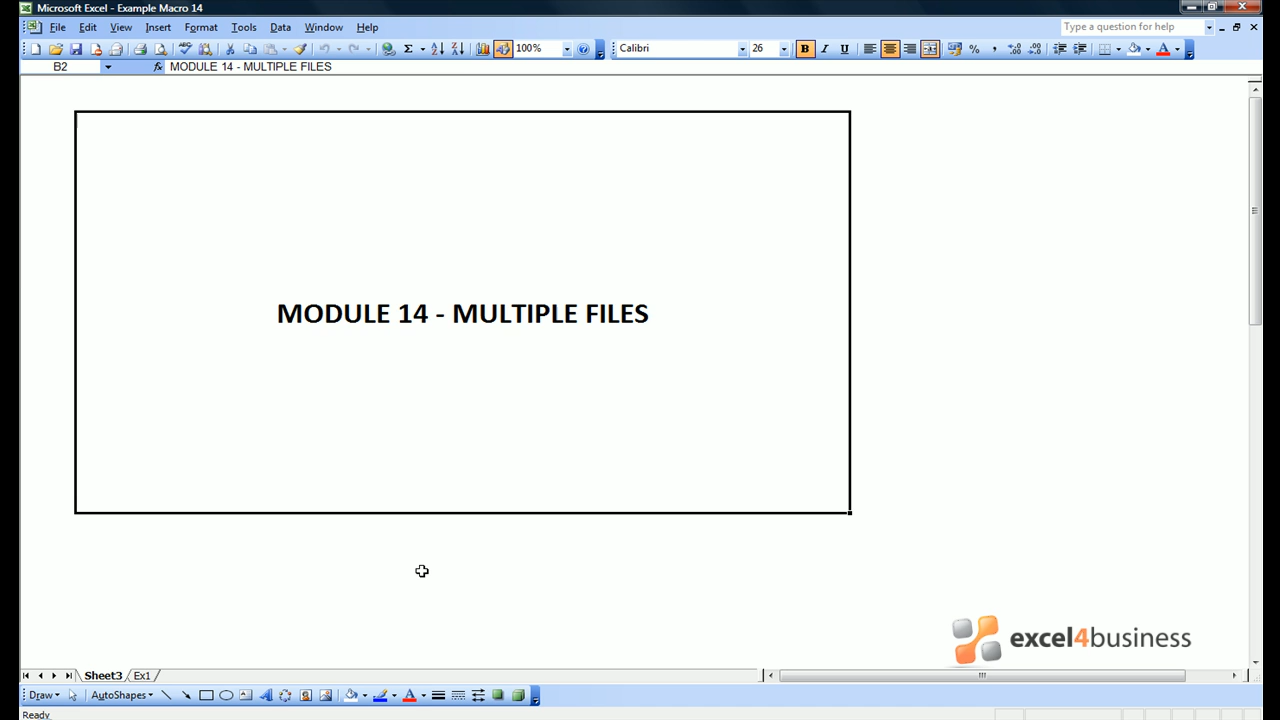 Microsoft Excel - Example Macro 14
File Edit View Insert Format Tools Data Window Help
Type a question for help
100%
Calibri
26
B I U
B2
fx MODULE 14 - MULTIPLE FILES
MODULE 14 - MULTIPLE FILES
excel4business
Sheet3 Ex1
Draw AutoShapes
Ready